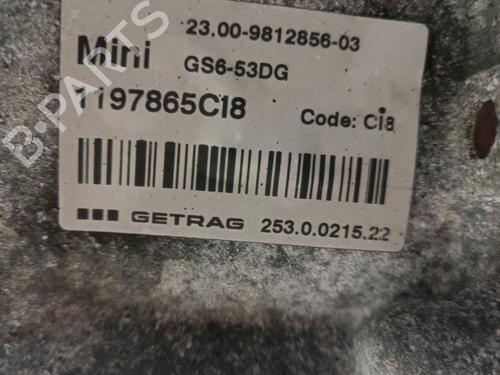 23.00-9812856-03
Mini GS6-53DG
1197865CI8 Code: CI8
GETRAG 253.0.0215.22
B-PARTS